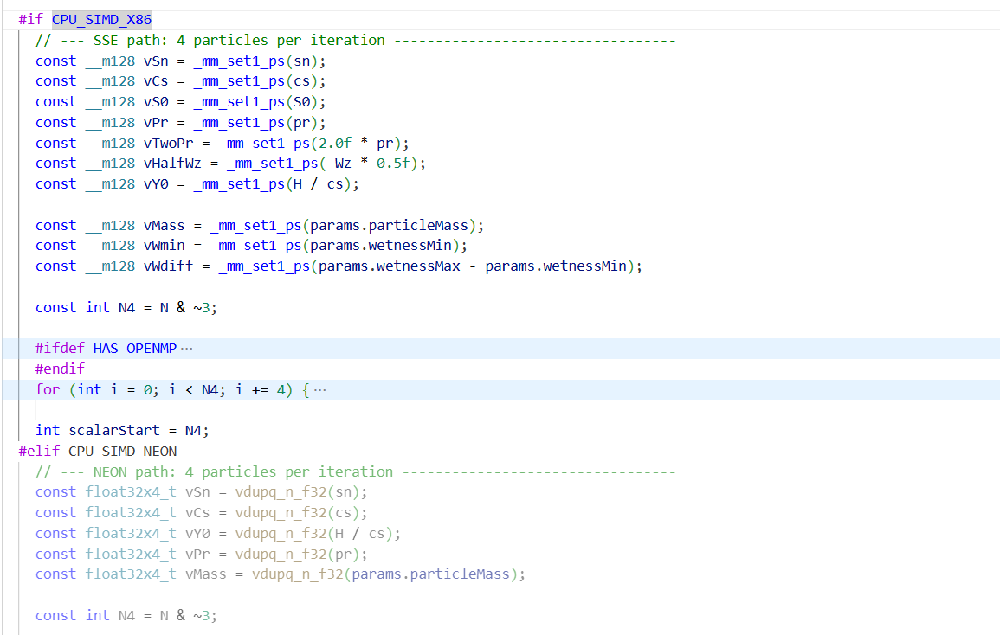 #if CPU_SIMD_X86
// --- SSE path: 4 particles per iteration ----------------------------------
const __m128 vSn = _mm_set1_ps(sn);
const __m128 vCs = _mm_set1_ps(cs);
const __m128 vS0 = _mm_set1_ps(S0);
const __m128 vPr = _mm_set1_ps(pr);
const __m128 vTwoPr = _mm_set1_ps(2.0f * pr);
const __m128 vHalfWz = _mm_set1_ps(-Wz * 0.5f);
const __m128 vY0 = _mm_set1_ps(H / cs);
const __m128 vMass = _mm_set1_ps(params.particleMass);
const __m128 vWmin = _mm_set1_ps(params.wetnessMin);
const __m128 vWdiff = _mm_set1_ps(params.wetnessMax - params.wetnessMin);
const int N4 = N & ~3;
#ifdef HAS_OPENMP ···
#endif
for (int i = 0; i < N4; i += 4) { ···
int scalarStart = N4;
#elif CPU_SIMD_NEON
// --- NEON path: 4 particles per iteration ---------------------------------
const float32x4_t vSn = vdupq_n_f32(sn);
const float32x4_t vCs = vdupq_n_f32(cs);
const float32x4_t vY0 = vdupq_n_f32(H / cs);
const float32x4_t vPr = vdupq_n_f32(pr);
const float32x4_t vMass = vdupq_n_f32(params.particleMass);
const int N4 = N & ~3;